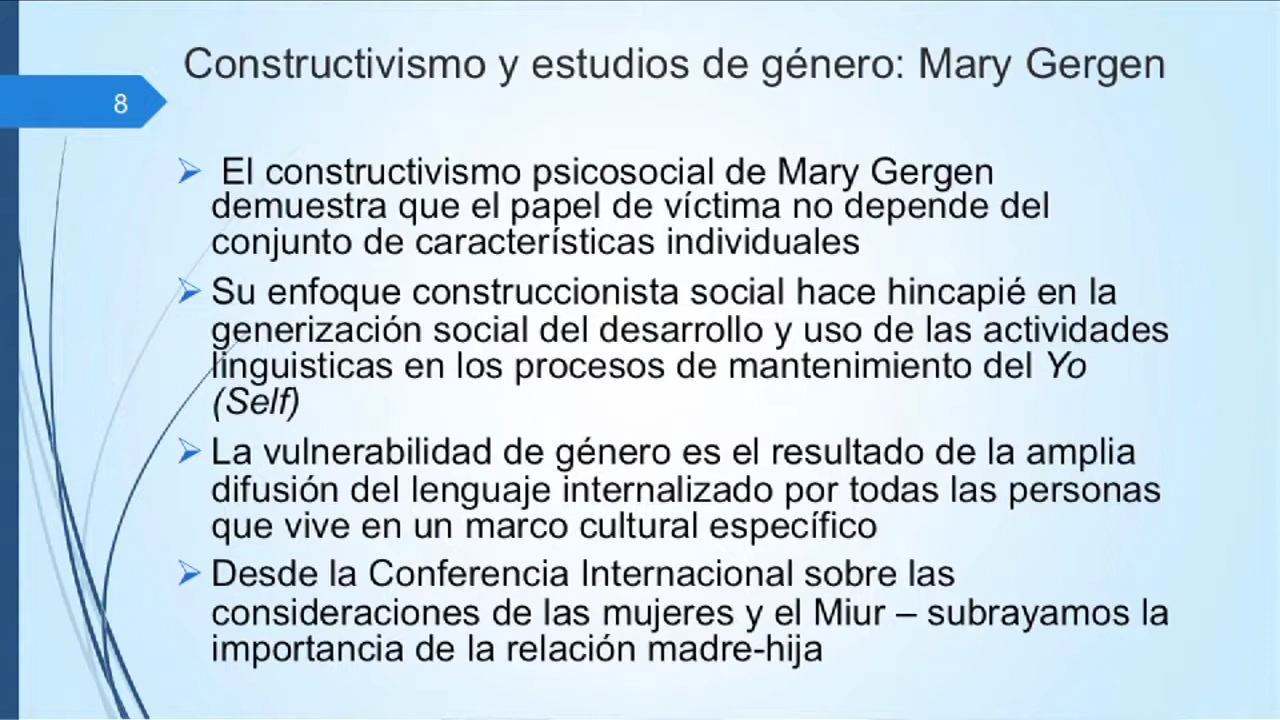 Constructivismo y estudios de género: Mary Gergen
8
El constructivismo psicosocial de Mary Gergen
demuestra que el papel de víctima no depende del
conjunto de características individuales
Su enfoque construccionista social hace hincapié en la
generización social del desarrollo y uso de las actividades
linguisticas en los procesos de mantenimiento del Yo
(Self)
La vulnerabilidad de género es el resultado de la amplia
difusión del lenguaje internalizado por todas las personas
que vive en un marco cultural específico
Desde la Conferencia Internacional sobre las
consideraciones de las mujeres y el Miur – subrayamos la
importancia de la relación madre-hija